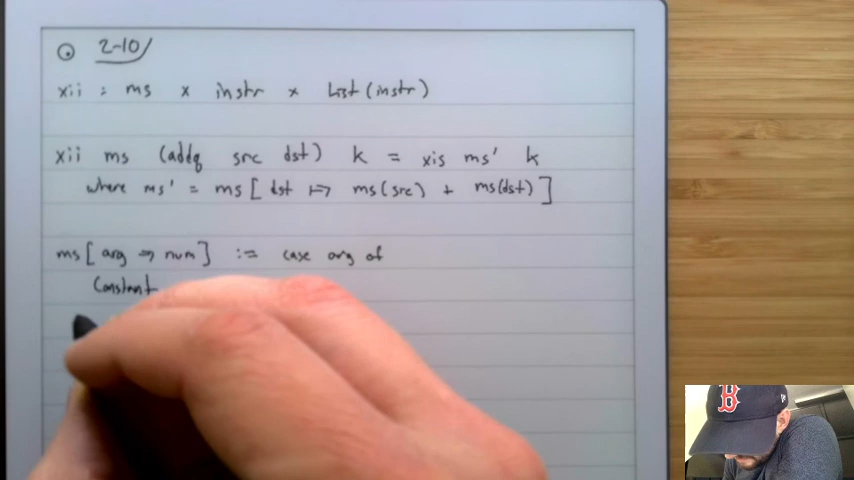 ⊙ 2-10/
xii = ms x instr x List(instr)
xii ms (addq src dst) k = xis ms' k
where ms' = ms[dst ↦ ms(src) + ms(dst)]
ms[arg → num] := case arg of
Constant
B